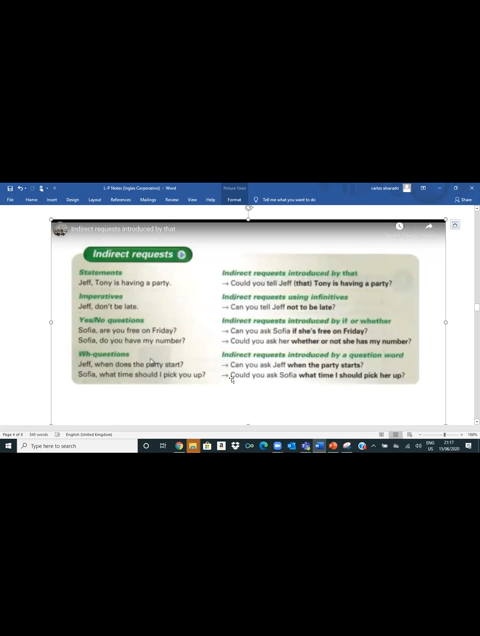 L-P Notes (Ingles Corporativo) - Word
Picture Tools
carlos alvarado
File Home Insert Design Layout References Mailings Review View Help Format Tell me what you want to do Share
Indirect requests introduced by that
Indirect requests
Statements
Jeff, Tony is having a party.
Indirect requests introduced by that
→ Could you tell Jeff (that) Tony is having a party?
Imperatives
Jeff, don't be late.
Indirect requests using infinitives
→ Can you tell Jeff not to be late?
Yes/No questions
Sofia, are you free on Friday?
Sofia, do you have my number?
Indirect requests introduced by if or whether
→ Can you ask Sofia if she's free on Friday?
→ Could you ask her whether or not she has my number?
Wh-questions
Jeff, when does the party start?
Sofia, what time should I pick you up?
Indirect requests introduced by a question word
→ Can you ask Jeff when the party starts?
→ Could you ask Sofia what time I should pick her up?
English (United Kingdom)
Type here to search
ENG
US
21:17
15/06/2020